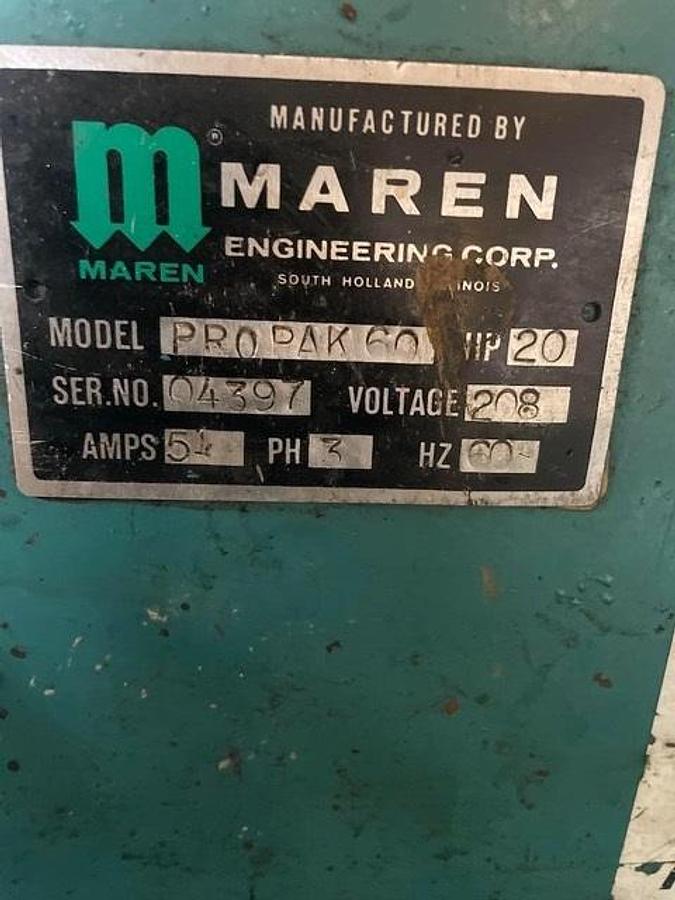 MANUFACTURED BY
m ®
MAREN
MAREN
ENGINEERING CORP.
SOUTH HOLLAND ILLINOIS
MODEL PRO PAK 60 HP 20
SER.NO. 04397 VOLTAGE 208
AMPS 54 PH 3 HZ 60